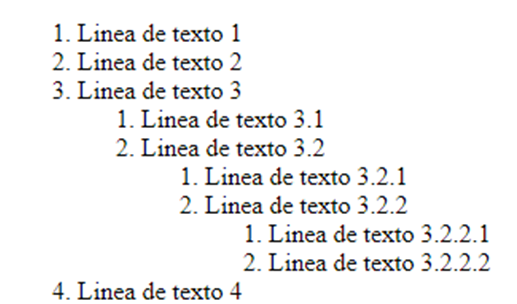 1. Linea de texto 1
2. Linea de texto 2
3. Linea de texto 3
1. Linea de texto 3.1
2. Linea de texto 3.2
1. Linea de texto 3.2.1
2. Linea de texto 3.2.2
1. Linea de texto 3.2.2.1
2. Linea de texto 3.2.2.2
4. Linea de texto 4